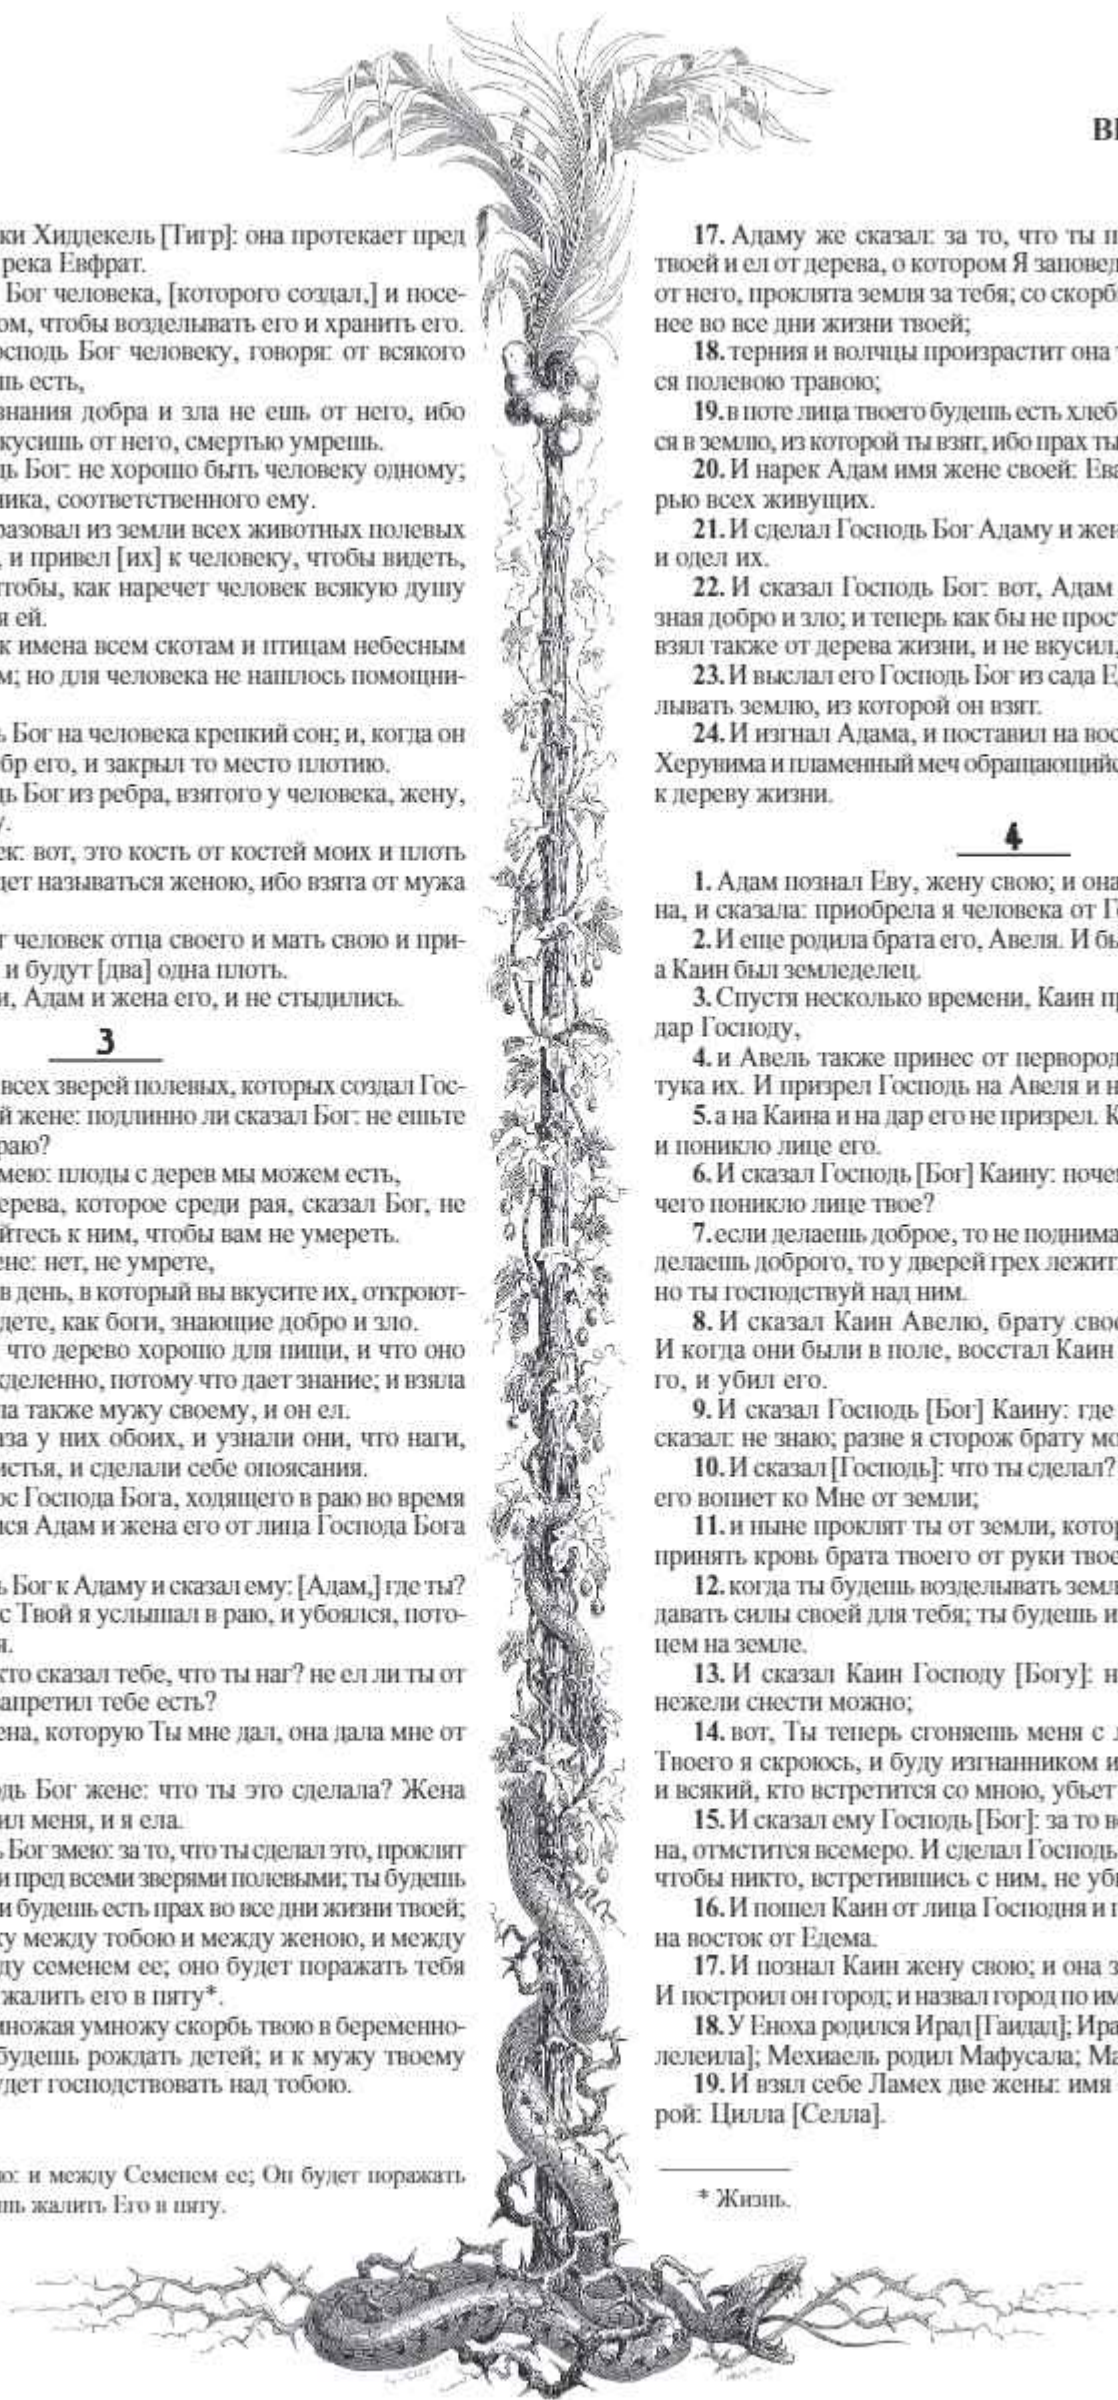 ки Хиддекель [Тигр]: она протекает пред
река Евфрат.
Бог человека, [которого создал,] и посе-
ом, чтобы возделывать его и хранить его.
осподь Бог человеку, говоря: от всякого
шь есть,
знания добра и зла не ешь от него, ибо
кусишь от него, смертью умрешь.
дь Бог: не хорошо быть человеку одному;
ника, соответственного ему.
разовал из земли всех животных полевых
, и привел [их] к человеку, чтобы видеть,
чтобы, как наречет человек всякую душу
я ей.
к имена всем скотам и птицам небесным
м; но для человека не нашлось помощни-
ь Бог на человека крепкий сон; и, когда он
бр его, и закрыл то место плотию.
дь Бог из ребра, взятого у человека, жену,
у.
ек: вот, это кость от костей моих и плоть
дет называться женою, ибо взята от мужа
т человек отца своего и мать свою и при-
и будут [два] одна плоть.
и, Адам и жена его, и не стыдились.
3
всех зверей полевых, которых создал Гос-
й жене: подлинно ли сказал Бог: не ешьте
раю?
мею: плоды с дерев мы можем есть,
ерева, которое среди рая, сказал Бог, не
йтесь к ним, чтобы вам не умереть.
ене: нет, не умрете,
в день, в который вы вкусите их, откроют-
дете, как боги, знающие добро и зло.
что дерево хорошо для пищи, и что оно
жделенно, потому что дает знание; и взяла
ла также мужу своему, и он ел.
аза у них обоих, и узнали они, что наги,
истья, и сделали себе опоясания.
ос Господа Бога, ходящего в раю во время
лся Адам и жена его от лица Господа Бога
ь Бог к Адаму и сказал ему: [Адам,] где ты?
с Твой я услышал в раю, и убоялся, пото-
я.
кто сказал тебе, что ты наг? не ел ли ты от
апретил тебе есть?
ена, которую Ты мне дал, она дала мне от
одь Бог жене: что ты это сделала? Жена
ил меня, и я ела.
ь Бог змею: за то, что ты сделал это, проклят
и пред всеми зверями полевыми; ты будешь
и будешь есть прах во все дни жизни твоей;
ку между тобою и между женою, и между
ду семенем ее; оно будет поражать тебя
жалить его в пяту*.
множая умножу скорбь твою в беременно-
будешь рождать детей; и к мужу твоему
удет господствовать над тобою.
ю: и между Семенем ее; Он будет поражать
шь жалить Его в пяту.
17. Адаму же сказал: за то, что ты п
твоей и ел от дерева, о котором Я заповед
от него, проклята земля за тебя; со скорб
нее во все дни жизни твоей;
18. терния и волчцы произрастит она т
ся полевою травою;
19. в поте лица твоего будешь есть хлеб
ся в землю, из которой ты взят, ибо прах ты
20. И нарек Адам имя жене своей: Ева
рью всех живущих.
21. И сделал Господь Бог Адаму и жен
и одел их.
22. И сказал Господь Бог: вот, Адам
зная добро и зло; и теперь как бы не прост
взял также от дерева жизни, и не вкусил,
23. И выслал его Господь Бог из сада Е
лывать землю, из которой он взят.
24. И изгнал Адама, и поставил на вос
Херувима и пламенный меч обращающийс
к дереву жизни.
4
1. Адам познал Еву, жену свою; и она
на, и сказала: приобрела я человека от Г
2. И еще родила брата его, Авеля. И бы
а Каин был земледелец.
3. Спустя несколько времени, Каин пр
дар Господу,
4. и Авель также принес от первород
тука их. И призрел Господь на Авеля и н
5. а на Каина и на дар его не призрел. К
и поникло лице его.
6. И сказал Господь [Бог] Каину: поче
чего поникло лице твое?
7. если делаешь доброе, то не поднима
делаешь доброго, то у дверей грех лежит
но ты господствуй над ним.
8. И сказал Каин Авелю, брату свое
И когда они были в поле, восстал Каин
го, и убил его.
9. И сказал Господь [Бог] Каину: где
сказал: не знаю; разве я сторож брату мо
10. И сказал [Господь]: что ты сделал?
его вопиет ко Мне от земли;
11. и ныне проклят ты от земли, котор
принять кровь брата твоего от руки твое
12. когда ты будешь возделывать земл
давать силы своей для тебя; ты будешь и
цем на земле.
13. И сказал Каин Господу [Богу]: н
нежели снести можно;
14. вот, Ты теперь сгоняешь меня с л
Твоего я скроюсь, и буду изгнанником и
и всякий, кто встретится со мною, убьет
15. И сказал ему Господь [Бог]: за то в
на, отмстится всемеро. И сделал Господь
чтобы никто, встретившись с ним, не уби
16. И пошел Каин от лица Господня и п
на восток от Едема.
17. И познал Каин жену свою; и она з
И построил он город; и назвал город по им
18. У Еноха родился Ирад [Гаидад]; Ира
лелеила]; Мехиаель родил Мафусала; Ма
19. И взял себе Ламех две жены: имя
рой: Цилла [Селла].
* Жизнь.